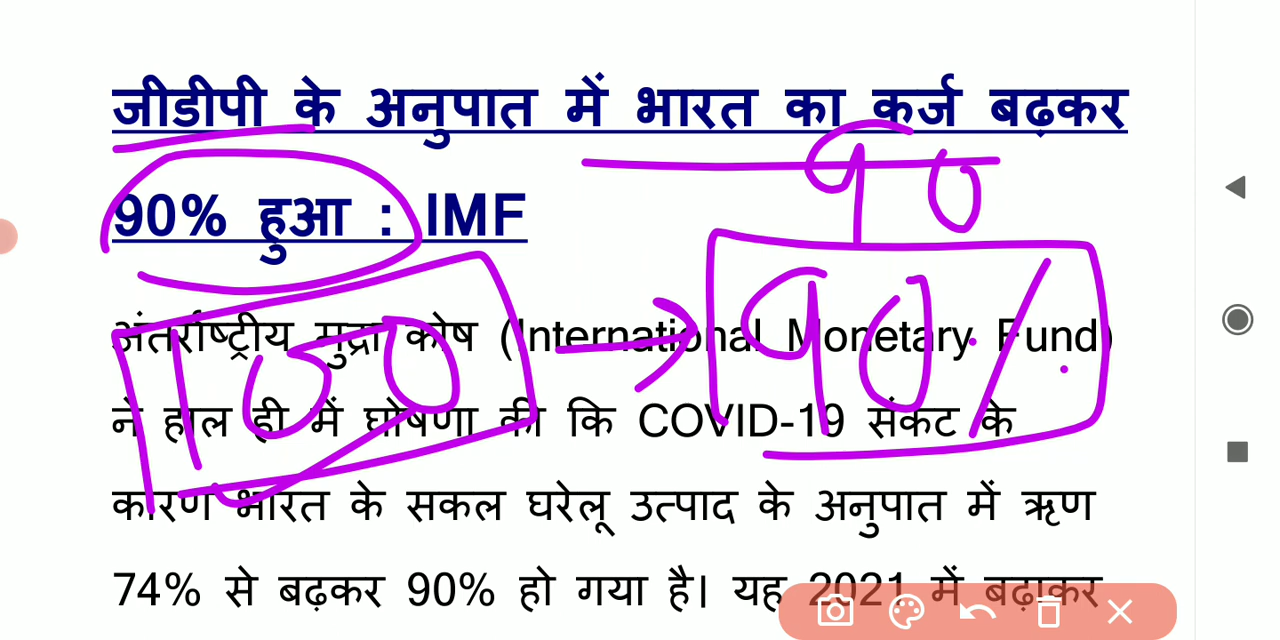 जीडीपी के अनुपात में भारत का कर्ज बढ़कर
90
90% हुआ : IMF
100 → 90%
अंतर्राष्ट्रीय मुद्रा कोष (International Monetary Fund)
ने हाल ही में घोषणा की कि COVID-19 संकट के
कारण भारत के सकल घरेलू उत्पाद के अनुपात में ऋण
74% से बढ़कर 90% हो गया है। यह 2021 में बढ़ाकर